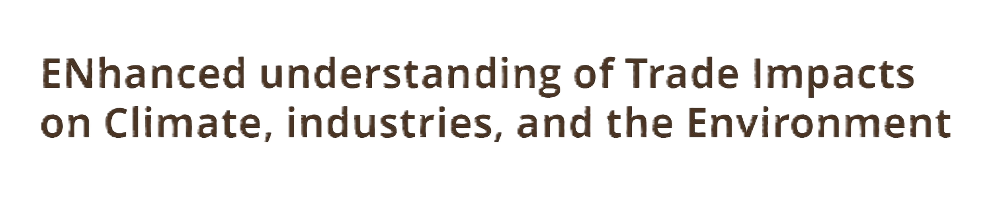 ENhanced understanding of Trade Impacts
on Climate, industries, and the Environment